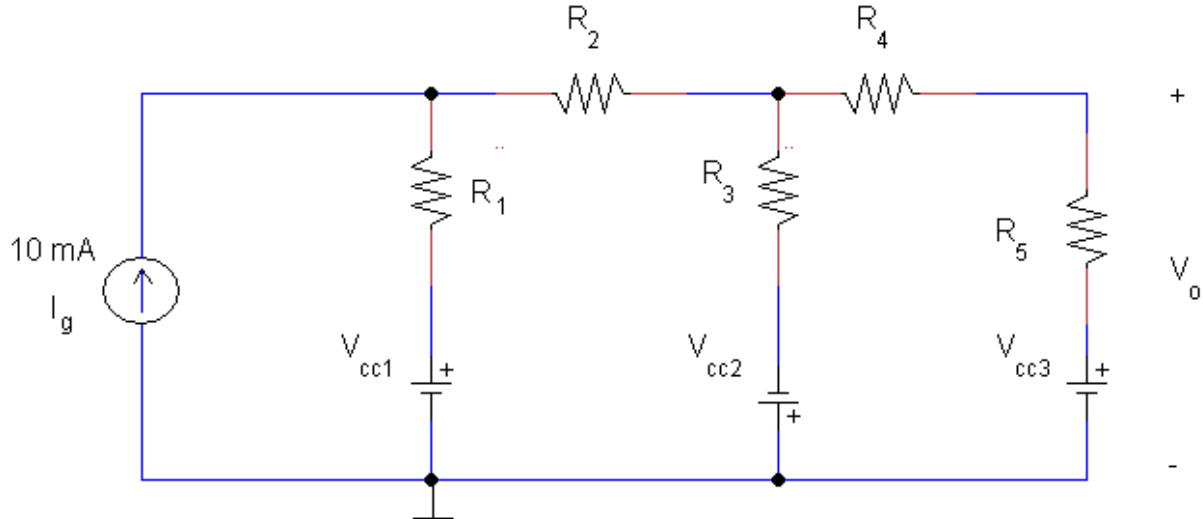 R2
R4
R1
R3
10 mA
Ig
R5
Vo
Vcc1
Vcc2
Vcc3
+
+
+
+
-